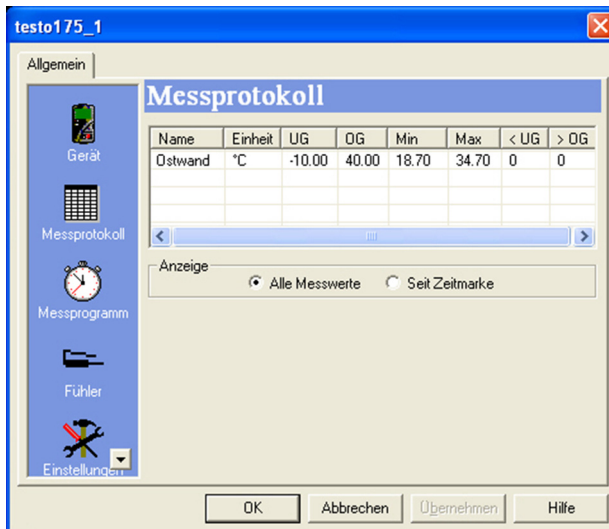 testo175_1
Allgemein
Gerät
Messprotokoll
Messprogramm
Fühler
Einstellungen
Messprotokoll
Name Einheit UG OG Min Max < UG > OG
Ostwand °C -10.00 40.00 18.70 34.70 0 0
Anzeige
Alle Messwerte Seit Zeitmarke
OK Abbrechen Übernehmen Hilfe